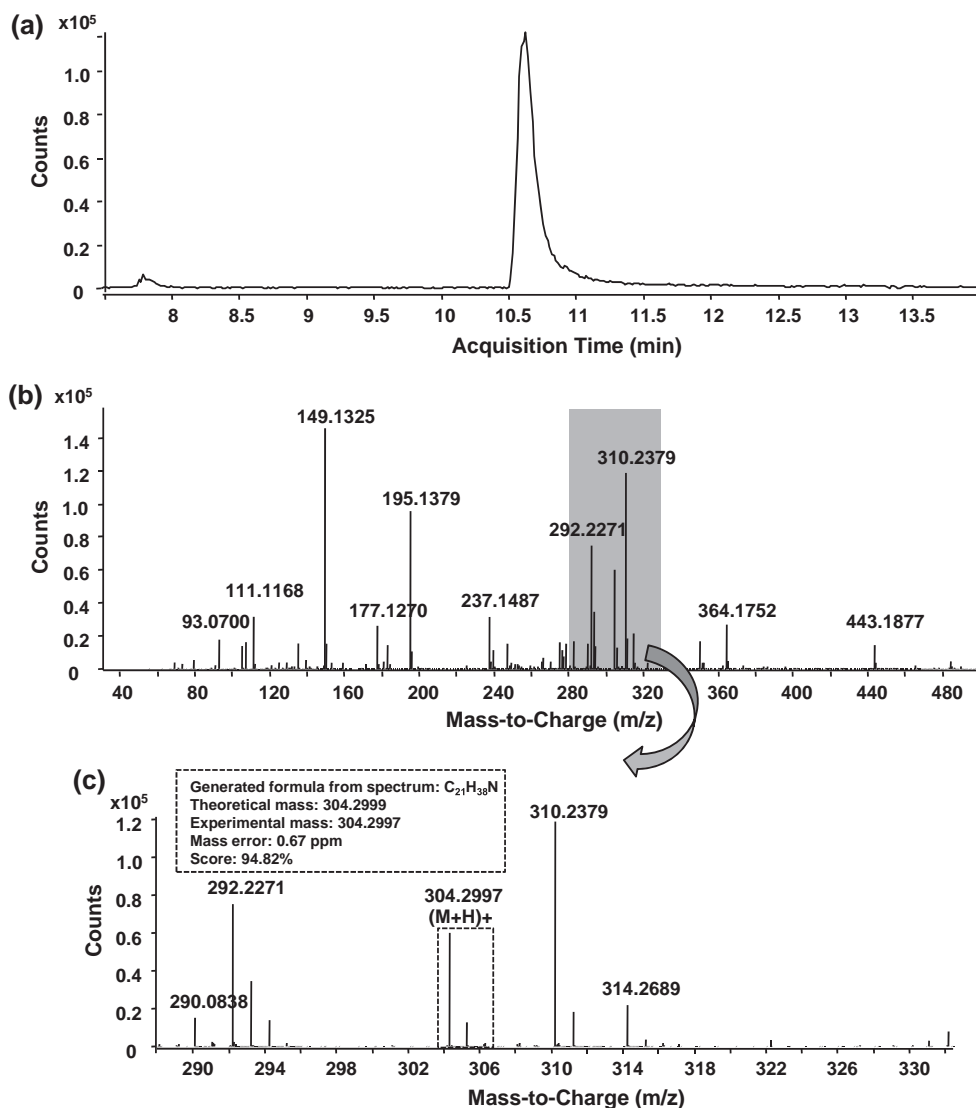 (a)
x10⁵
1.0
0.8
0.6
0.4
0.2
0
Counts
8 8.5 9 9.5 10 10.5 11 11.5 12 12.5 13 13.5
Acquisition Time (min)
(b)
x10⁵
1.4
1.2
1.0
0.8
0.6
0.4
0.2
0
Counts
149.1325
310.2379
195.1379
292.2271
111.1168
93.0700
177.1270
237.1487
364.1752
443.1877
40 80 120 160 200 240 280 320 360 400 440 480
Mass-to-Charge (m/z)
(c)
x10⁵
1.2
1.0
0.8
0.6
0.4
0.2
0
Counts
Generated formula from spectrum: C₂₁H₃₈N
Theoretical mass: 304.2999
Experimental mass: 304.2997
Mass error: 0.67 ppm
Score: 94.82%
310.2379
292.2271
304.2997
(M+H)+
290.0838
314.2689
290 294 298 302 306 310 314 318 322 326 330
Mass-to-Charge (m/z)